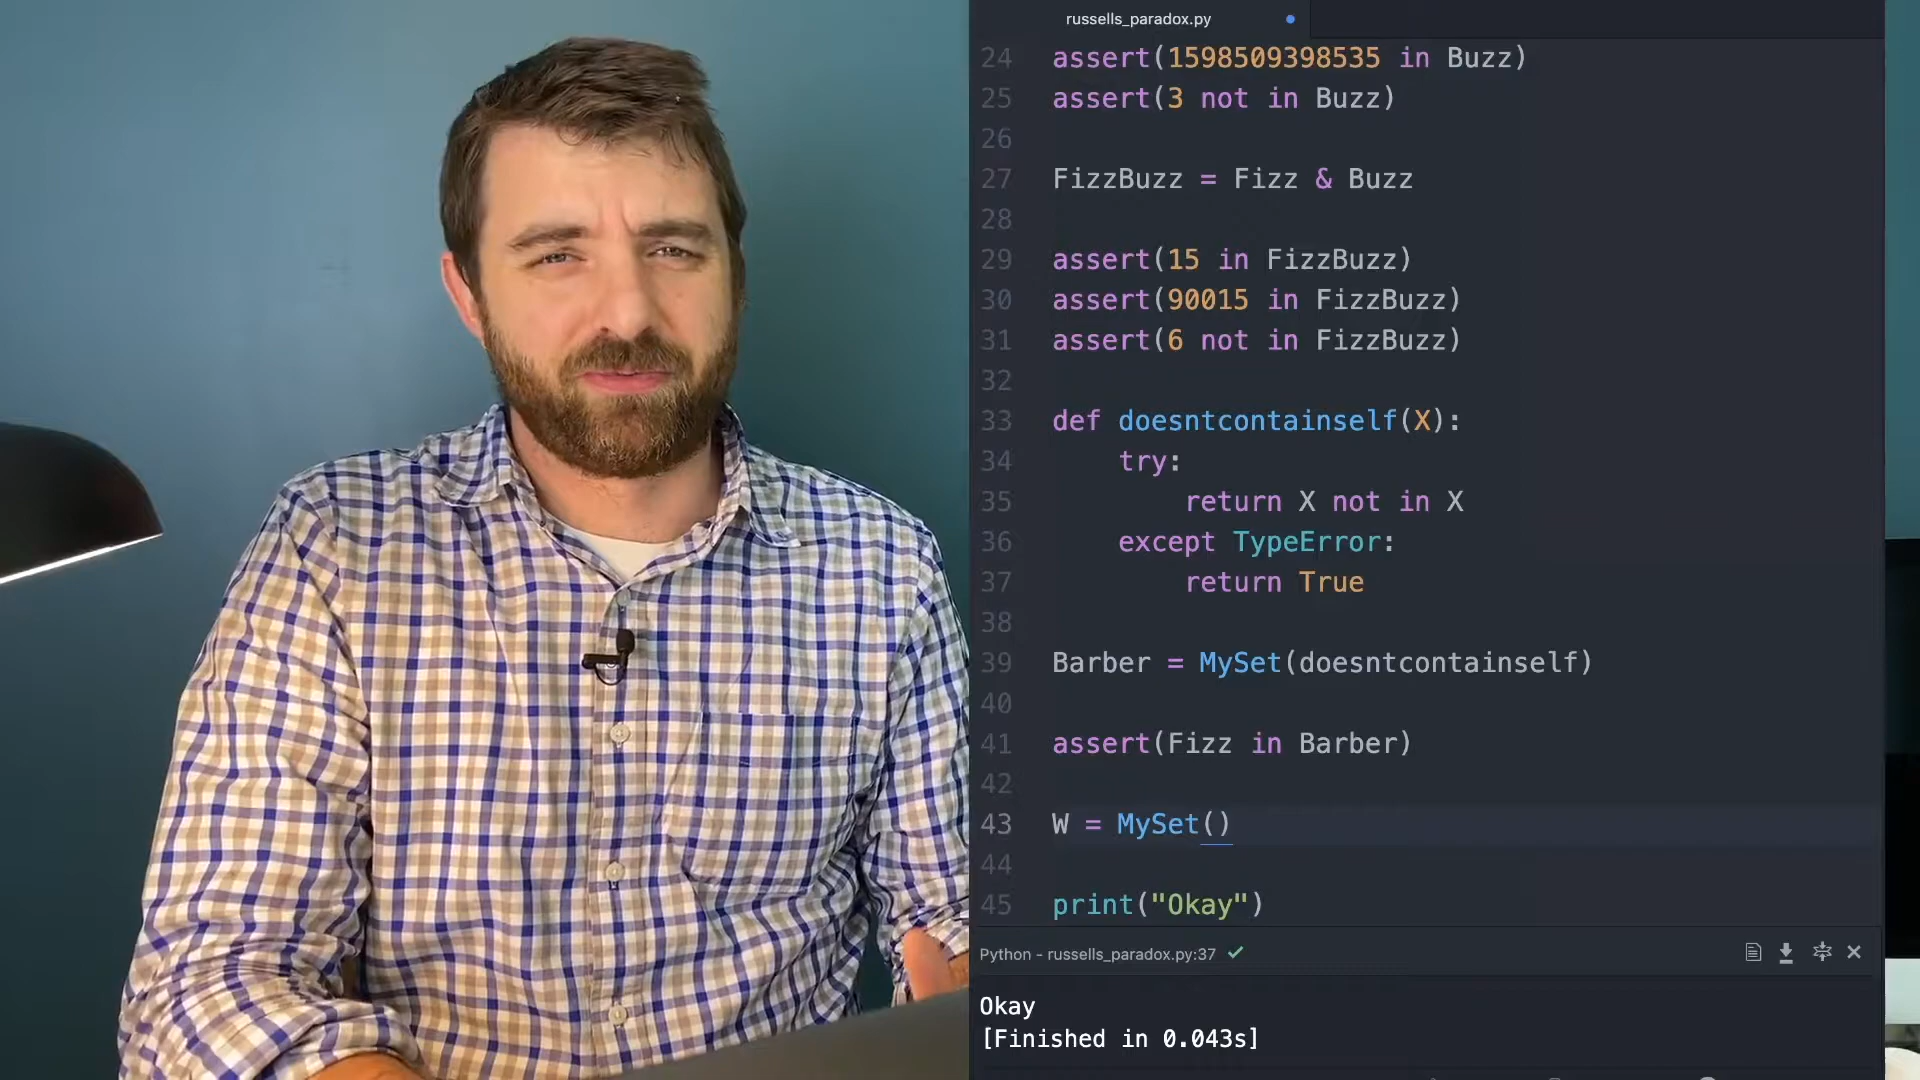 russells_paradox.py
24 assert(1598509398535 in Buzz)
25 assert(3 not in Buzz)
26
27 FizzBuzz = Fizz & Buzz
28
29 assert(15 in FizzBuzz)
30 assert(90015 in FizzBuzz)
31 assert(6 not in FizzBuzz)
32
33 def doesntcontainself(X):
34 try:
35 return X not in X
36 except TypeError:
37 return True
38
39 Barber = MySet(doesntcontainself)
40
41 assert(Fizz in Barber)
42
43 W = MySet()
44
45 print("Okay")
Python - russells_paradox.py:37
Okay
[Finished in 0.043s]